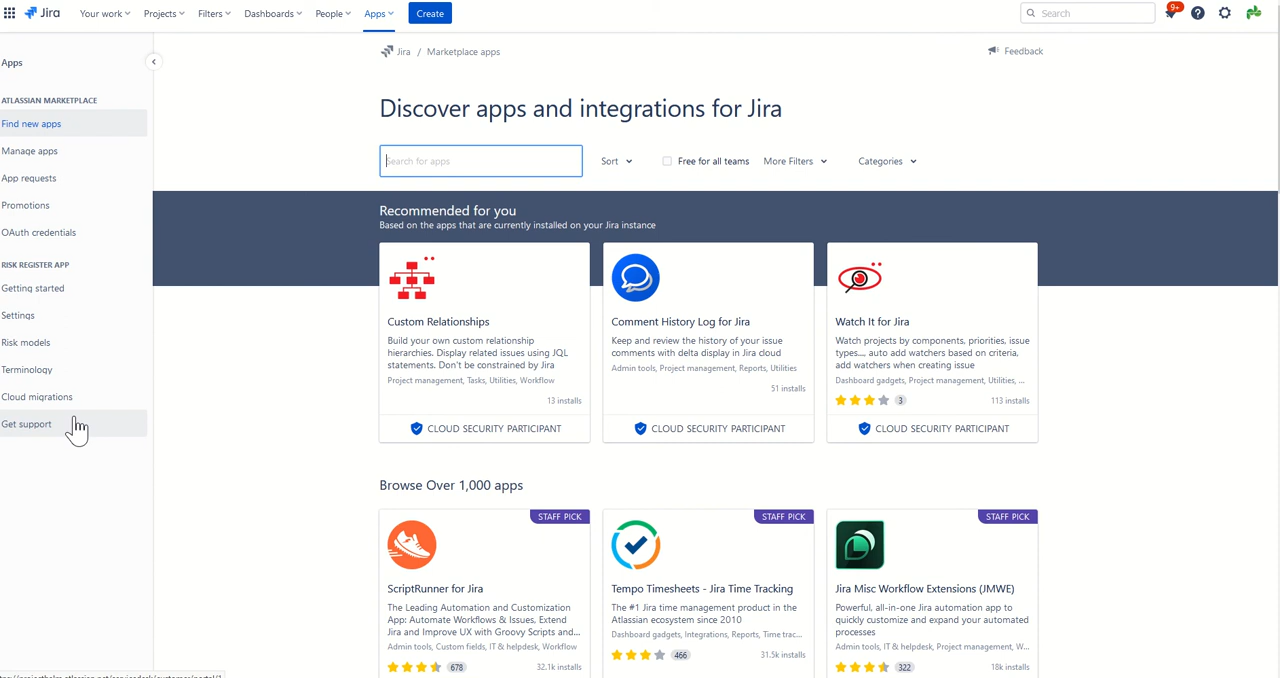 Jira
Your work
Projects
Filters
Dashboards
People
Apps
Create
Search
9+
Apps
ATLASSIAN MARKETPLACE
Find new apps
Manage apps
App requests
Promotions
OAuth credentials
RISK REGISTER APP
Getting started
Settings
Risk models
Terminology
Cloud migrations
Get support
Jira / Marketplace apps
Feedback
Discover apps and integrations for Jira
Search for apps
Sort
Free for all teams
More Filters
Categories
Recommended for you
Based on the apps that are currently installed on your Jira instance
Custom Relationships
Build your own custom relationship
hierarchies. Display related issues using JQL
statements. Don't be constrained by Jira
Project management, Tasks, Utilities, Workflow
13 installs
CLOUD SECURITY PARTICIPANT
Comment History Log for Jira
Keep and review the history of your issue
comments with delta display in Jira cloud
Admin tools, Project management, Reports, Utilities
51 installs
CLOUD SECURITY PARTICIPANT
Watch It for Jira
Watch projects by components, priorities, issue
types..., auto add watchers based on criteria,
add watchers when creating issue
Dashboard gadgets, Project management, Utilities, ...
3
113 installs
CLOUD SECURITY PARTICIPANT
Browse Over 1,000 apps
STAFF PICK
ScriptRunner for Jira
The Leading Automation and Customization
App: Automate Workflows & Issues, Extend
Jira and Improve UX with Groovy Scripts and...
Admin tools, Custom fields, IT & helpdesk, Workflow
678
32.1k installs
STAFF PICK
Tempo Timesheets - Jira Time Tracking
The #1 Jira time management product in the
Atlassian ecosystem since 2010
Dashboard gadgets, Integrations, Reports, Time trac...
466
31.5k installs
STAFF PICK
Jira Misc Workflow Extensions (JMWE)
Powerful, all-in-one Jira automation app to
quickly customize and expand your automated
processes
Admin tools, IT & helpdesk, Project management, W...
322
18k installs